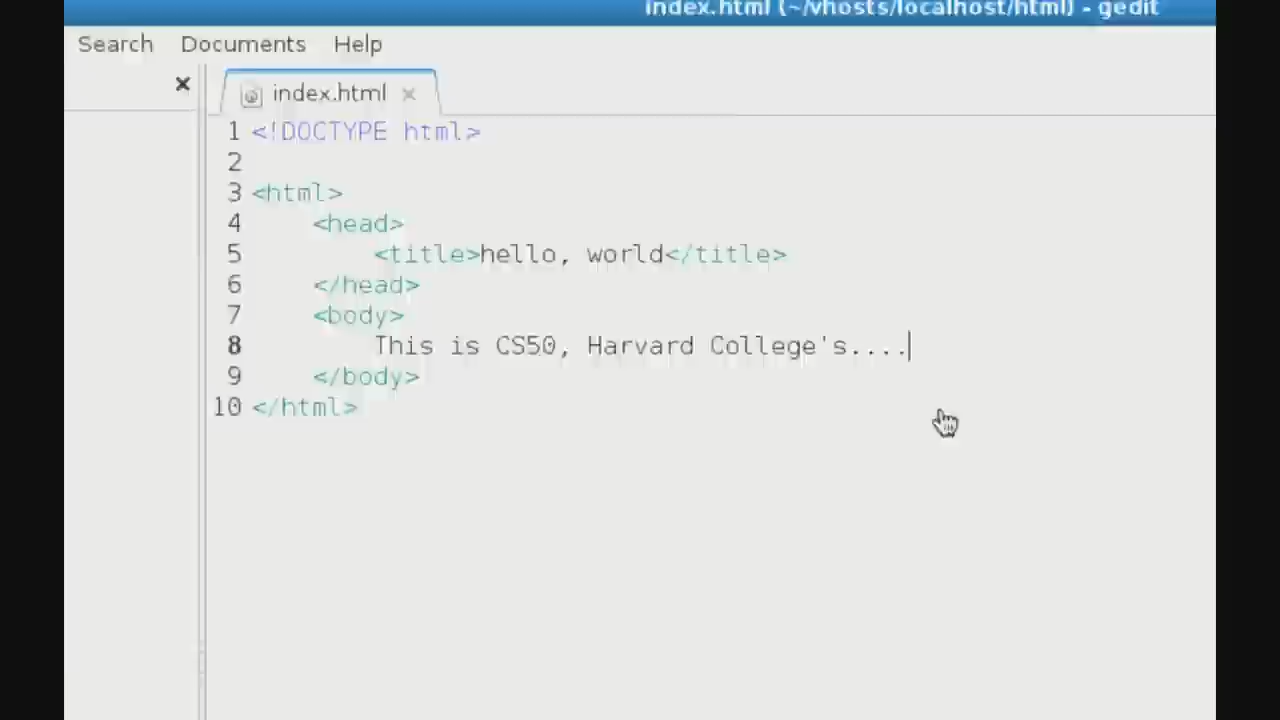 index.html (~/vhosts/localhost/html) - gedit
Search Documents Help
index.html
1 <!DOCTYPE html>
2
3 <html>
4 <head>
5 <title>hello, world</title>
6 </head>
7 <body>
8 This is CS50, Harvard College's....
9 </body>
10 </html>